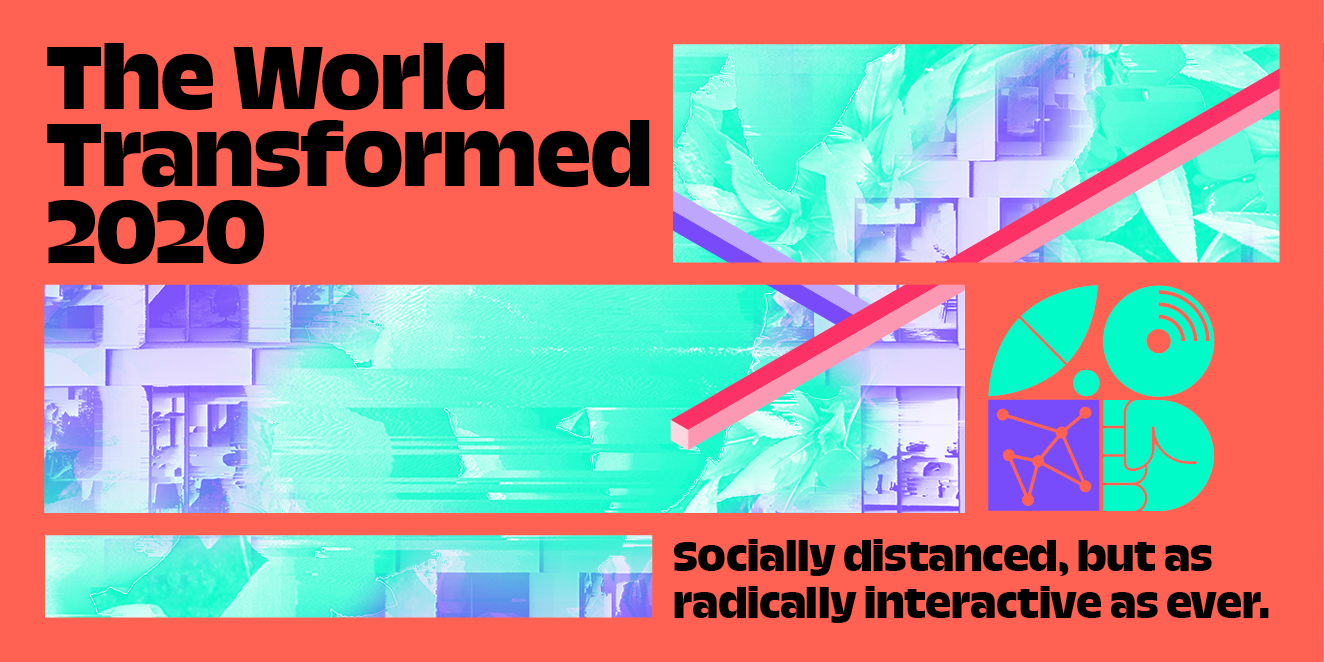 The World
Transformed
2020
Socially distanced, but as
radically interactive as ever.